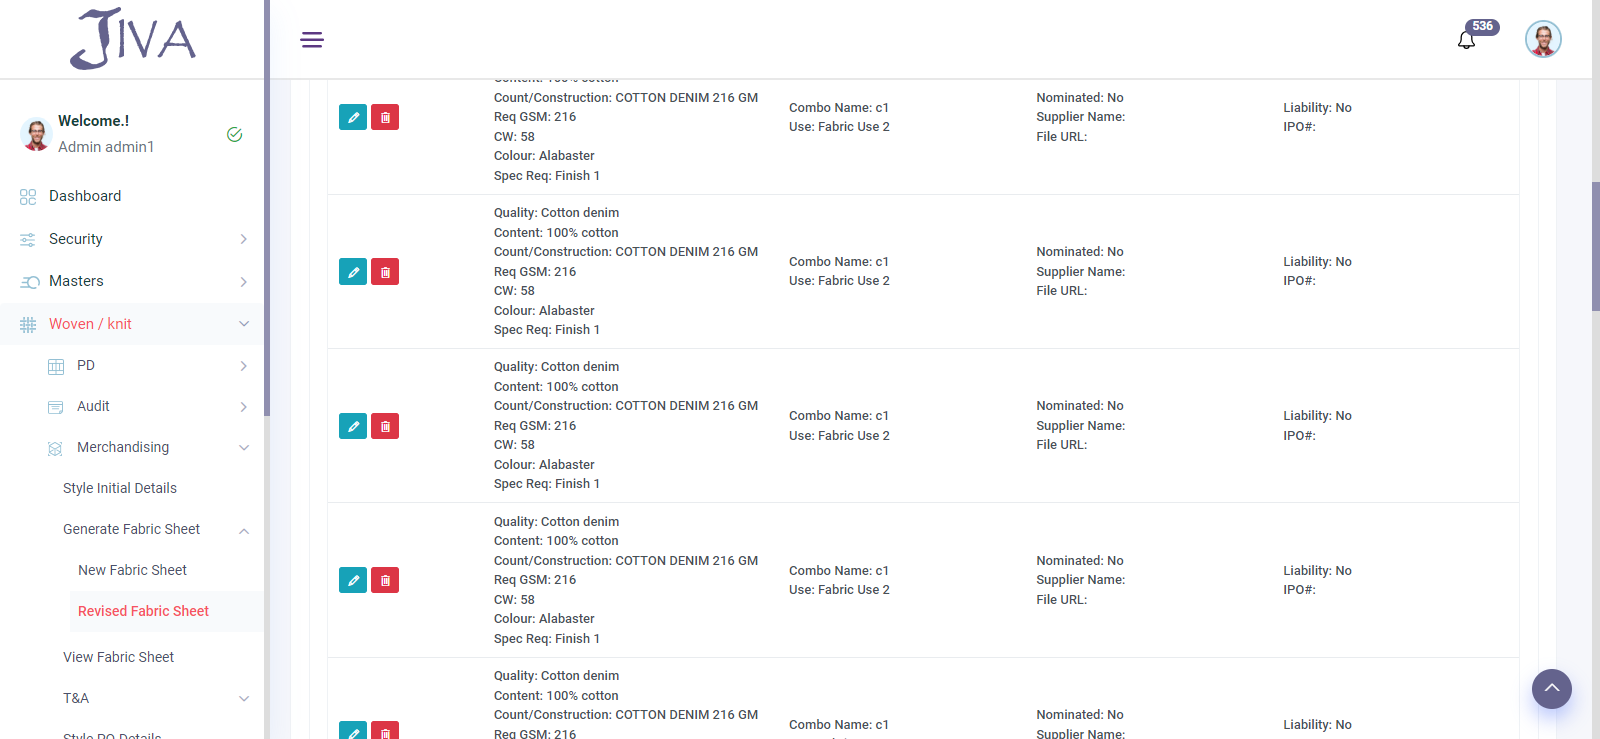 JIVA
536
Welcome.!
Admin admin1
Dashboard
Security
Masters
Woven / knit
PD
Audit
Merchandising
Style Initial Details
Generate Fabric Sheet
New Fabric Sheet
Revised Fabric Sheet
View Fabric Sheet
T&A
Style PO Details
Content: 100% cotton
Count/Construction: COTTON DENIM 216 GM
Req GSM: 216
CW: 58
Colour: Alabaster
Spec Req: Finish 1
Combo Name: c1
Use: Fabric Use 2
Nominated: No
Supplier Name:
File URL:
Liability: No
IPO#:
Quality: Cotton denim
Content: 100% cotton
Count/Construction: COTTON DENIM 216 GM
Req GSM: 216
CW: 58
Colour: Alabaster
Spec Req: Finish 1
Combo Name: c1
Use: Fabric Use 2
Nominated: No
Supplier Name:
File URL:
Liability: No
IPO#:
Quality: Cotton denim
Content: 100% cotton
Count/Construction: COTTON DENIM 216 GM
Req GSM: 216
CW: 58
Colour: Alabaster
Spec Req: Finish 1
Combo Name: c1
Use: Fabric Use 2
Nominated: No
Supplier Name:
File URL:
Liability: No
IPO#:
Quality: Cotton denim
Content: 100% cotton
Count/Construction: COTTON DENIM 216 GM
Req GSM: 216
CW: 58
Colour: Alabaster
Spec Req: Finish 1
Combo Name: c1
Use: Fabric Use 2
Nominated: No
Supplier Name:
File URL:
Liability: No
IPO#:
Quality: Cotton denim
Content: 100% cotton
Count/Construction: COTTON DENIM 216 GM
Req GSM: 216
Combo Name: c1
Nominated: No
Supplier Name:
Liability: No